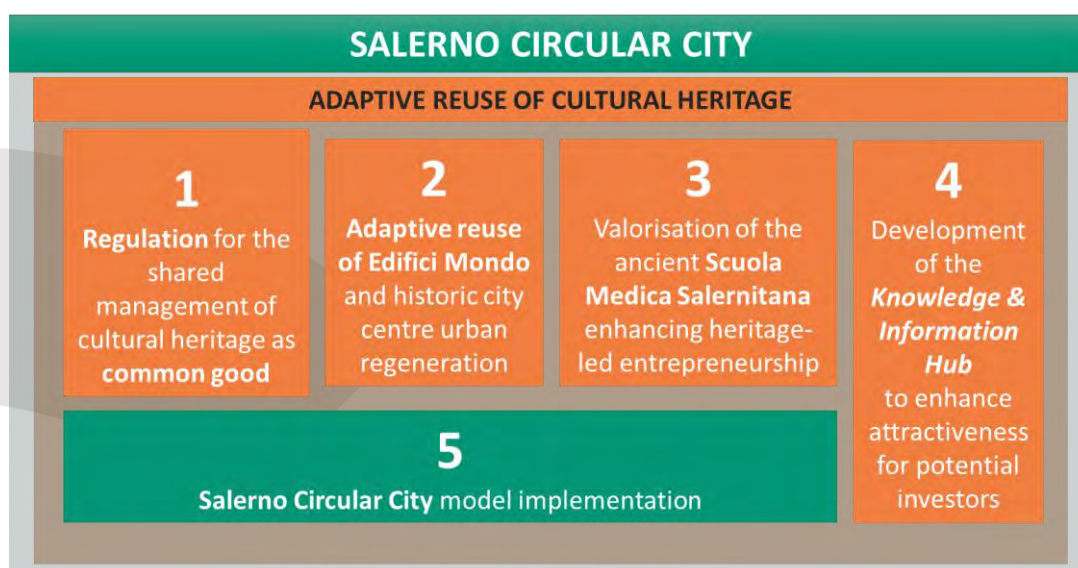 SALERNO CIRCULAR CITY
ADAPTIVE REUSE OF CULTURAL HERITAGE
1
Regulation for the
shared
management of
cultural heritage as
common good
2
Adaptive reuse
of Edifici Mondo
and historic city
centre urban
regeneration
3
Valorisation of the
ancient Scuola
Medica Salernitana
enhancing heritage-
led entrepreneurship
4
Development
of the
Knowledge &
Information
Hub
to enhance
attractiveness
for potential
investors
5
Salerno Circular City model implementation